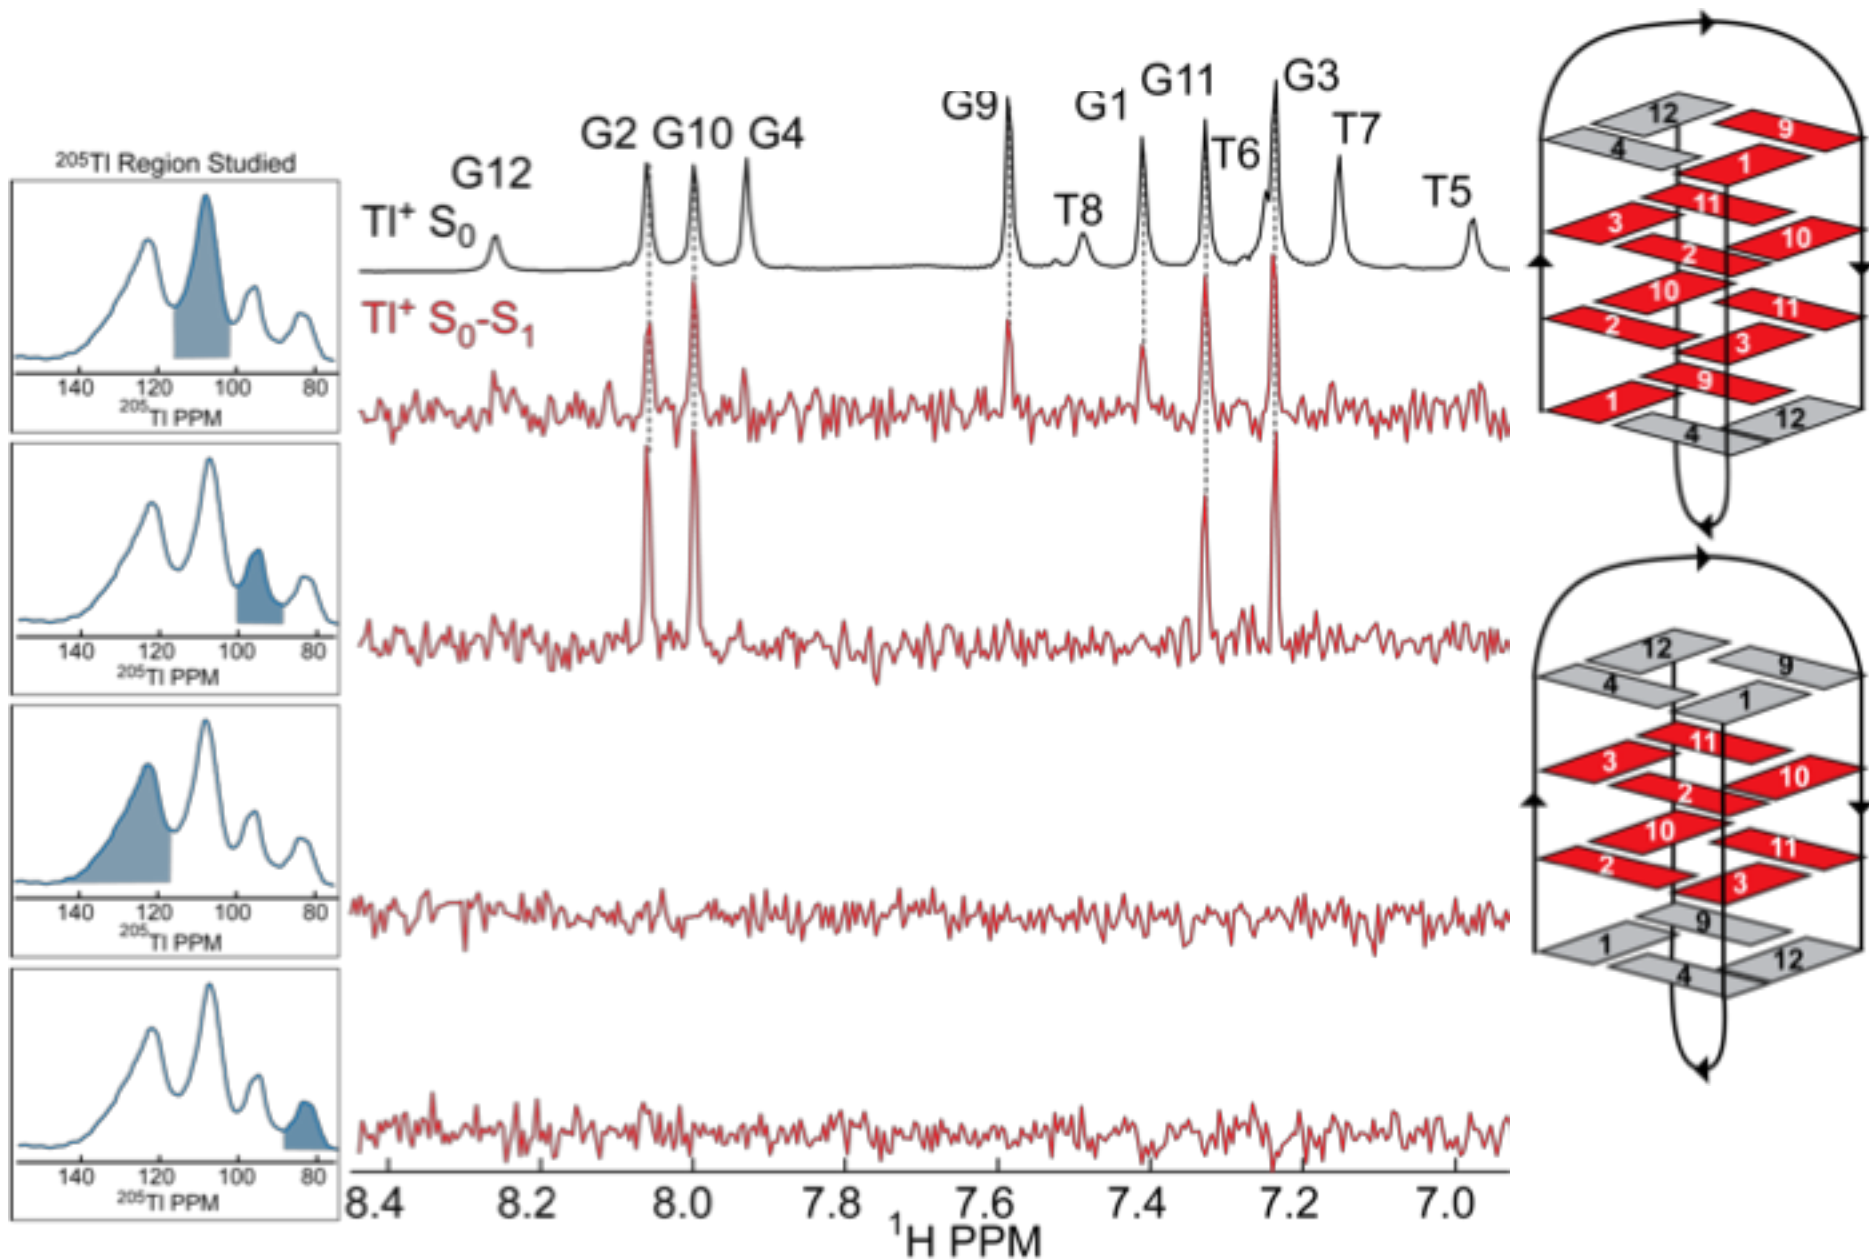 ²⁰⁵Tl Region Studied
140 120 100 80
²⁰⁵Tl PPM
140 120 100 80
²⁰⁵Tl PPM
140 120 100 80
²⁰⁵Tl PPM
140 120 100 80
²⁰⁵Tl PPM
G12 G2 G10 G4 G9 T8 G1 G11 T6 G3 T7 T5
Tl⁺ S₀
Tl⁺ S₀-S₁
8.4 8.2 8.0 7.8 7.6 7.4 7.2 7.0
¹H PPM
12 9
4 1
11
3 10
2
10 11
2 3
9
1 12
4
12 9
4 1
11
3 10
2
10 11
2 3
9
1 12
4